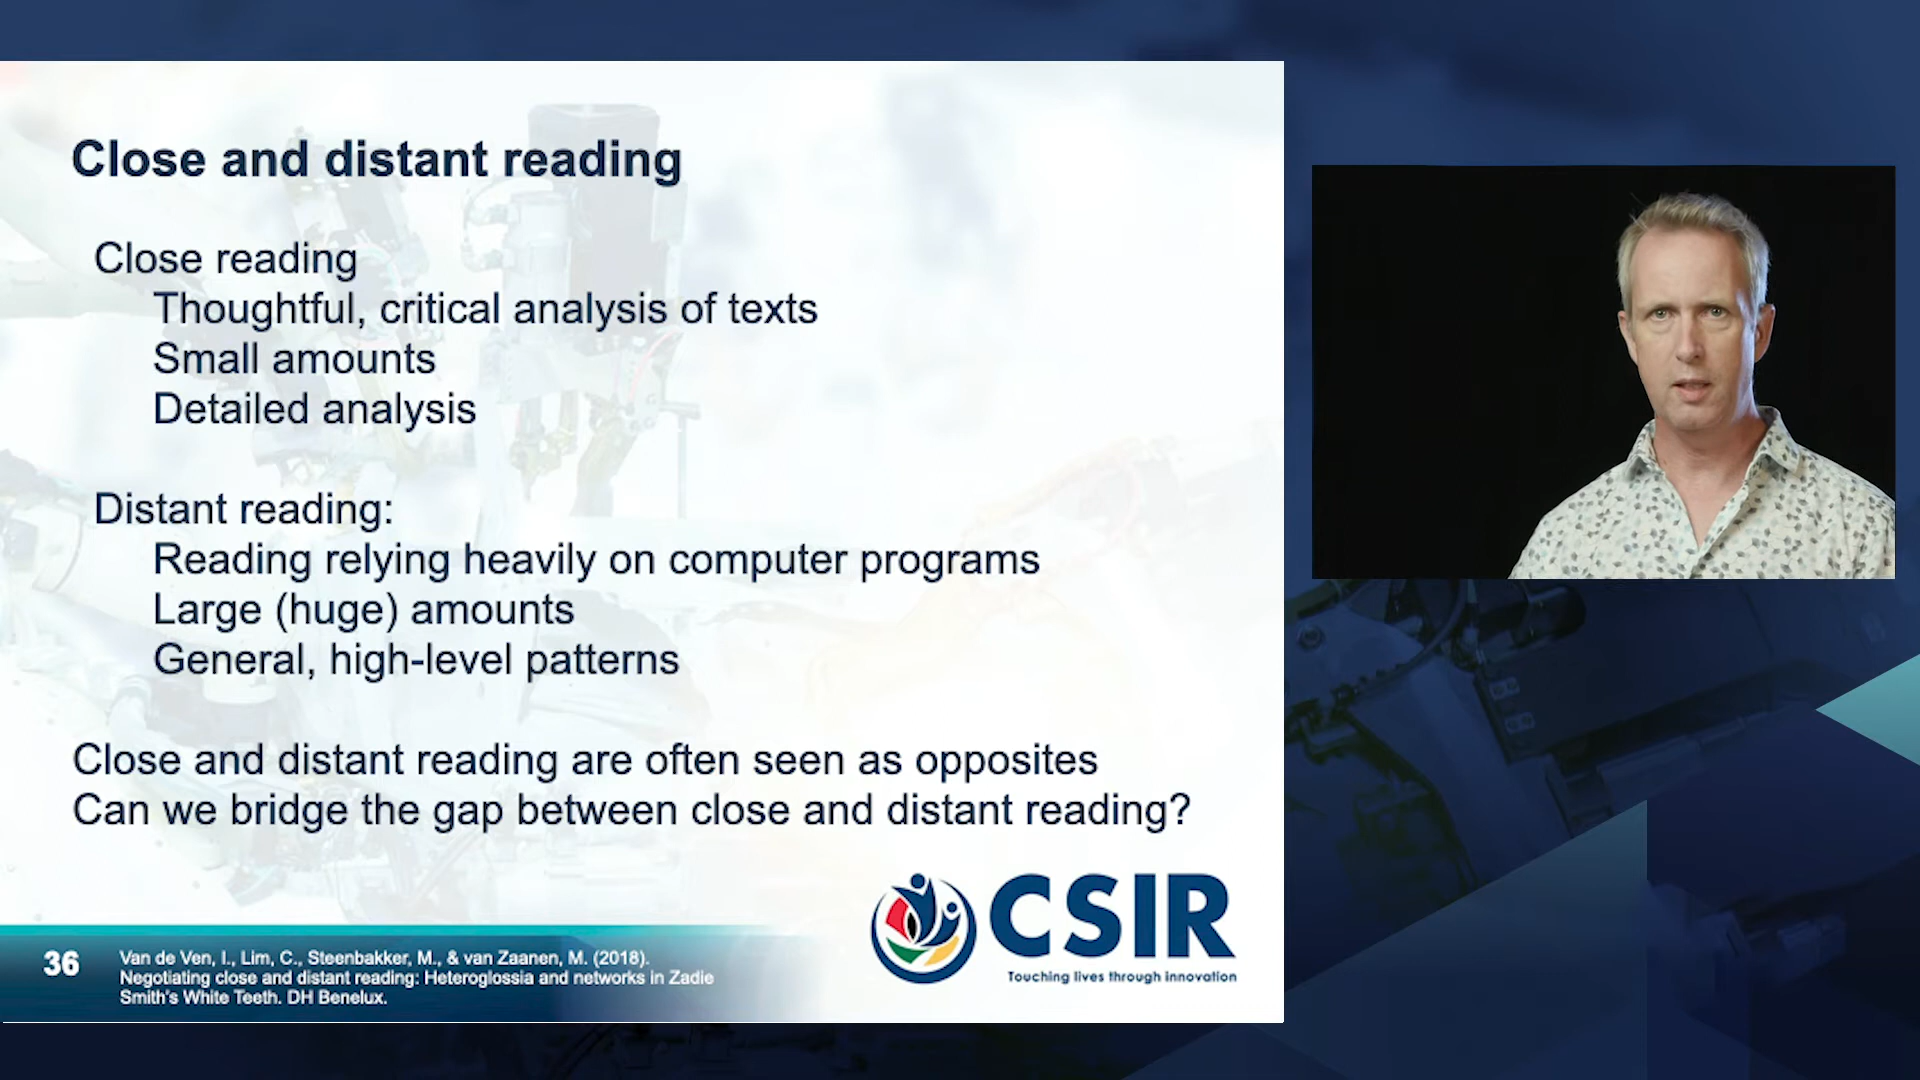 Close and distant reading
Close reading
Thoughtful, critical analysis of texts
Small amounts
Detailed analysis
Distant reading:
Reading relying heavily on computer programs
Large (huge) amounts
General, high-level patterns
Close and distant reading are often seen as opposites
Can we bridge the gap between close and distant reading?
CSIR
Touching lives through innovation
36
Van de Ven, I., Lim, C., Steenbakker, M., & van Zaanen, M. (2018).
Negotiating close and distant reading: Heteroglossia and networks in Zadie
Smith's White Teeth. DH Benelux.